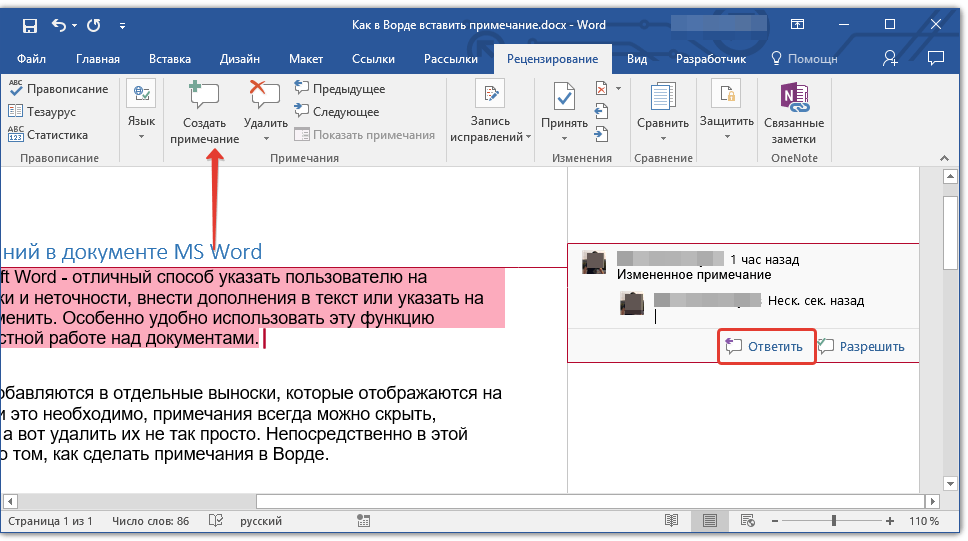 Как в Ворде вставить примечание.docx - Word
Файл Главная Вставка Дизайн Макет Ссылки Рассылки Рецензирование Вид Разработчик Помощн
ABC Правописание
Тезаурус
ABC 123 Статистика
Правописание
Язык
Создать примечание
Удалить
Предыдущее
Следующее
Показать примечания
Примечания
Запись исправлений
Принять
Изменения
Сравнить
Сравнение
Защитить
Связанные заметки
OneNote
ний в документе MS Word
ft Word - отличный способ указать пользователю на
ки и неточности, внести дополнения в текст или указать на
менить. Особенно удобно использовать эту функцию
стной работе над документами.
обавляются в отдельные выноски, которые отображаются на
и это необходимо, примечания всегда можно скрыть,
а вот удалить их не так просто. Непосредственно в этой
о том, как сделать примечания в Ворде.
1 час назад
Измененное примечание
Неск. сек. назад
Ответить Разрешить
Страница 1 из 1 Число слов: 86 русский 110 %